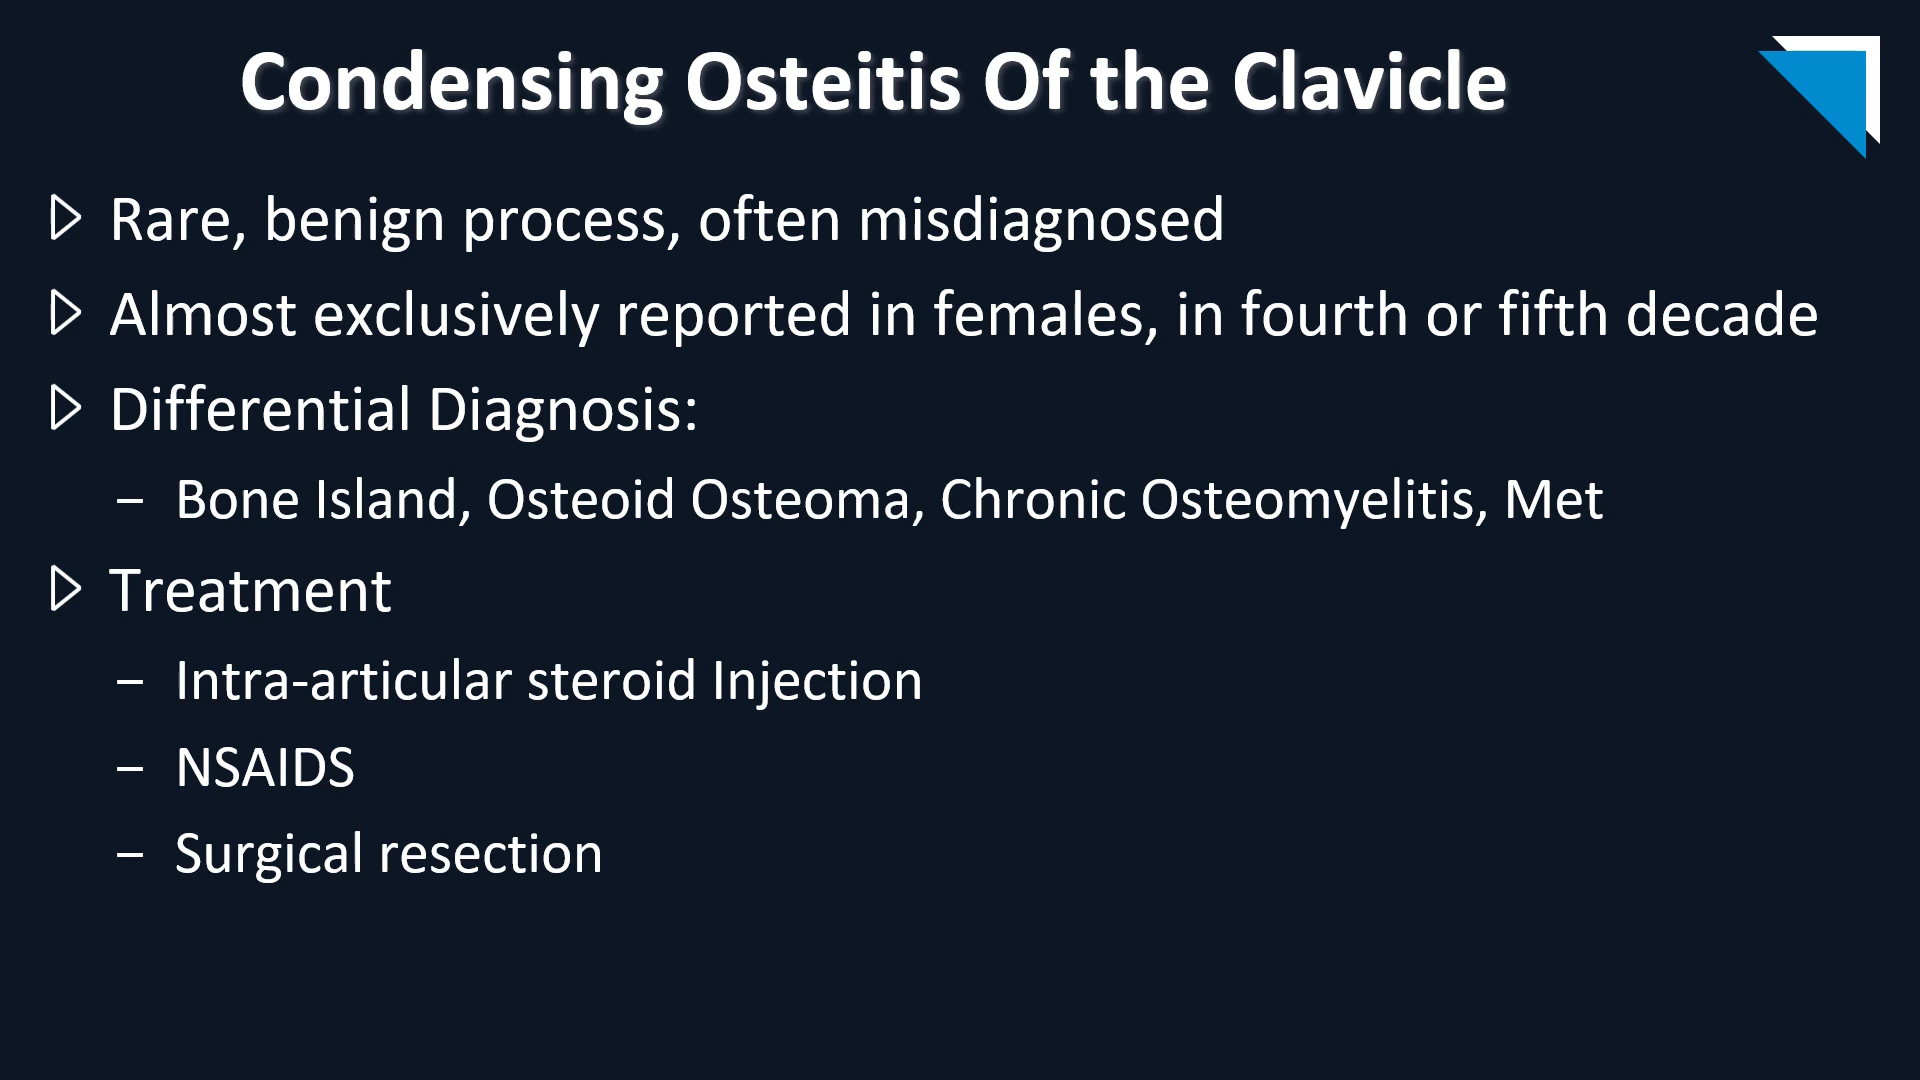 Condensing Osteitis Of the Clavicle
Rare, benign process, often misdiagnosed
Almost exclusively reported in females, in fourth or fifth decade
Differential Diagnosis:
– Bone Island, Osteoid Osteoma, Chronic Osteomyelitis, Met
Treatment
– Intra-articular steroid Injection
– NSAIDS
– Surgical resection